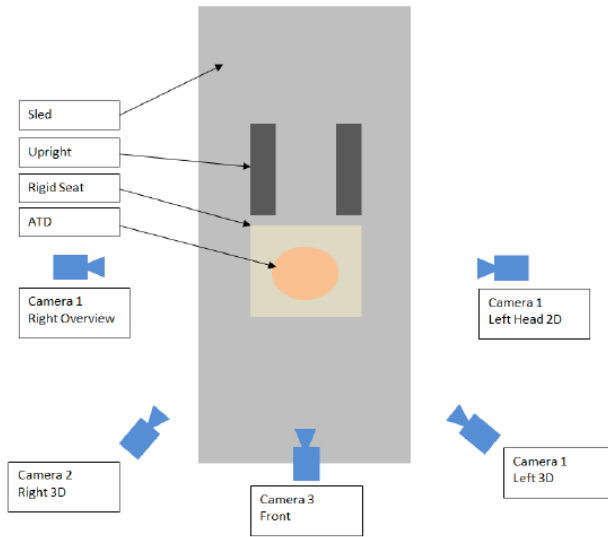 Sled
Upright
Rigid Seat
ATD
Camera 1
Right Overview
Camera 1
Left Head 2D
Camera 2
Right 3D
Camera 3
Front
Camera 1
Left 3D